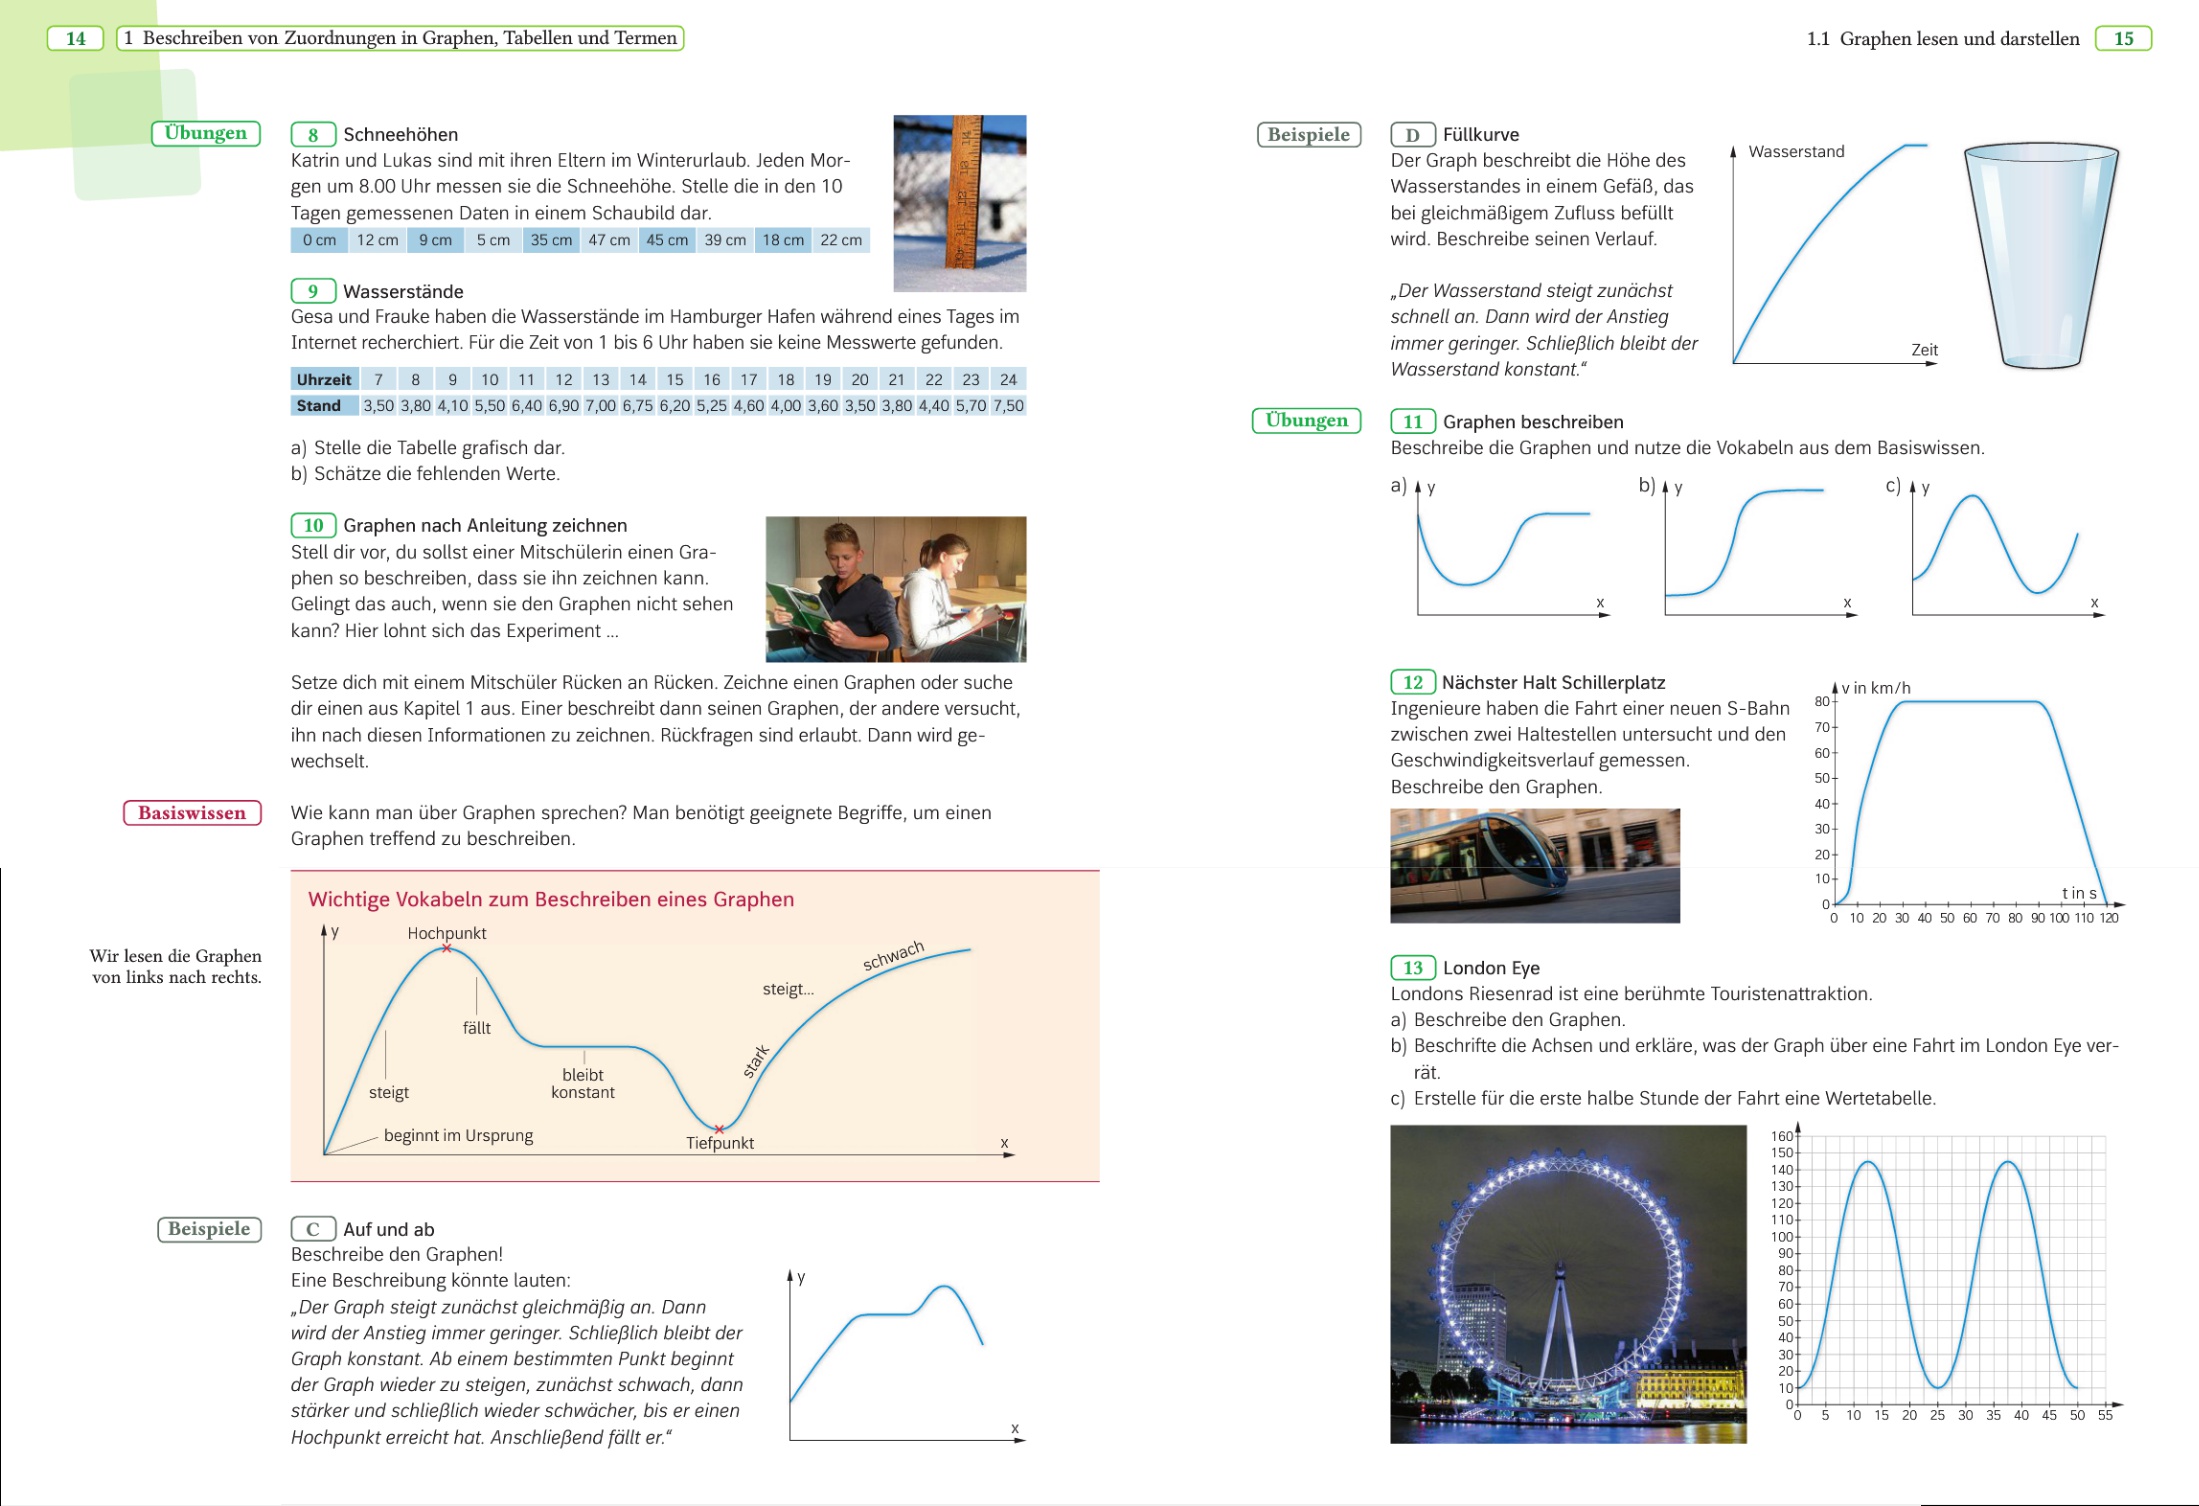 14
1 Beschreiben von Zuordnungen in Graphen, Tabellen und Termen
Übungen
8 Schneehöhen
Katrin und Lukas sind mit ihren Eltern im Winterurlaub. Jeden Mor-
gen um 8.00 Uhr messen sie die Schneehöhe. Stelle die in den 10
Tagen gemessenen Daten in einem Schaubild dar.
0 cm 12 cm 9 cm 5 cm 35 cm 47 cm 45 cm 39 cm 18 cm 22 cm
9 Wasserstände
Gesa und Frauke haben die Wasserstände im Hamburger Hafen während eines Tages im
Internet recherchiert. Für die Zeit von 1 bis 6 Uhr haben sie keine Messwerte gefunden.
Uhrzeit 7 8 9 10 11 12 13 14 15 16 17 18 19 20 21 22 23 24
Stand 3,50 3,80 4,10 5,50 6,40 6,90 7,00 6,75 6,20 5,25 4,60 4,00 3,60 3,50 3,80 4,40 5,70 7,50
a) Stelle die Tabelle grafisch dar.
b) Schätze die fehlenden Werte.
10 Graphen nach Anleitung zeichnen
Stell dir vor, du sollst einer Mitschülerin einen Gra-
phen so beschreiben, dass sie ihn zeichnen kann.
Gelingt das auch, wenn sie den Graphen nicht sehen
kann? Hier lohnt sich das Experiment ...
Setze dich mit einem Mitschüler Rücken an Rücken. Zeichne einen Graphen oder suche
dir einen aus Kapitel 1 aus. Einer beschreibt dann seinen Graphen, der andere versucht,
ihn nach diesen Informationen zu zeichnen. Rückfragen sind erlaubt. Dann wird ge-
wechselt.
Basiswissen
Wie kann man über Graphen sprechen? Man benötigt geeignete Begriffe, um einen
Graphen treffend zu beschreiben.
Wir lesen die Graphen
von links nach rechts.
Wichtige Vokabeln zum Beschreiben eines Graphen
y
Hochpunkt
schwach
steigt...
fällt
stark
bleibt
konstant
steigt
beginnt im Ursprung
Tiefpunkt
x
Beispiele
C Auf und ab
Beschreibe den Graphen!
Eine Beschreibung könnte lauten:
„Der Graph steigt zunächst gleichmäßig an. Dann
wird der Anstieg immer geringer. Schließlich bleibt der
Graph konstant. Ab einem bestimmten Punkt beginnt
der Graph wieder zu steigen, zunächst schwach, dann
stärker und schließlich wieder schwächer, bis er einen
Hochpunkt erreicht hat. Anschließend fällt er.“
y
x
1.1 Graphen lesen und darstellen
15
Beispiele
D Füllkurve
Der Graph beschreibt die Höhe des
Wasserstandes in einem Gefäß, das
bei gleichmäßigem Zufluss befüllt
wird. Beschreibe seinen Verlauf.
„Der Wasserstand steigt zunächst
schnell an. Dann wird der Anstieg
immer geringer. Schließlich bleibt der
Wasserstand konstant.“
Wasserstand
Zeit
Übungen
11 Graphen beschreiben
Beschreibe die Graphen und nutze die Vokabeln aus dem Basiswissen.
a) y
x
b) y
x
c) y
x
12 Nächster Halt Schillerplatz
Ingenieure haben die Fahrt einer neuen S-Bahn
zwischen zwei Haltestellen untersucht und den
Geschwindigkeitsverlauf gemessen.
Beschreibe den Graphen.
v in km/h
80
70
60
50
40
30
20
10
0
t in s
0 10 20 30 40 50 60 70 80 90 100 110 120
13 London Eye
Londons Riesenrad ist eine berühmte Touristenattraktion.
a) Beschreibe den Graphen.
b) Beschrifte die Achsen und erkläre, was der Graph über eine Fahrt im London Eye ver-
rät.
c) Erstelle für die erste halbe Stunde der Fahrt eine Wertetabelle.
160
150
140
130
120
110
100
90
80
70
60
50
40
30
20
10
0
0 5 10 15 20 25 30 35 40 45 50 55